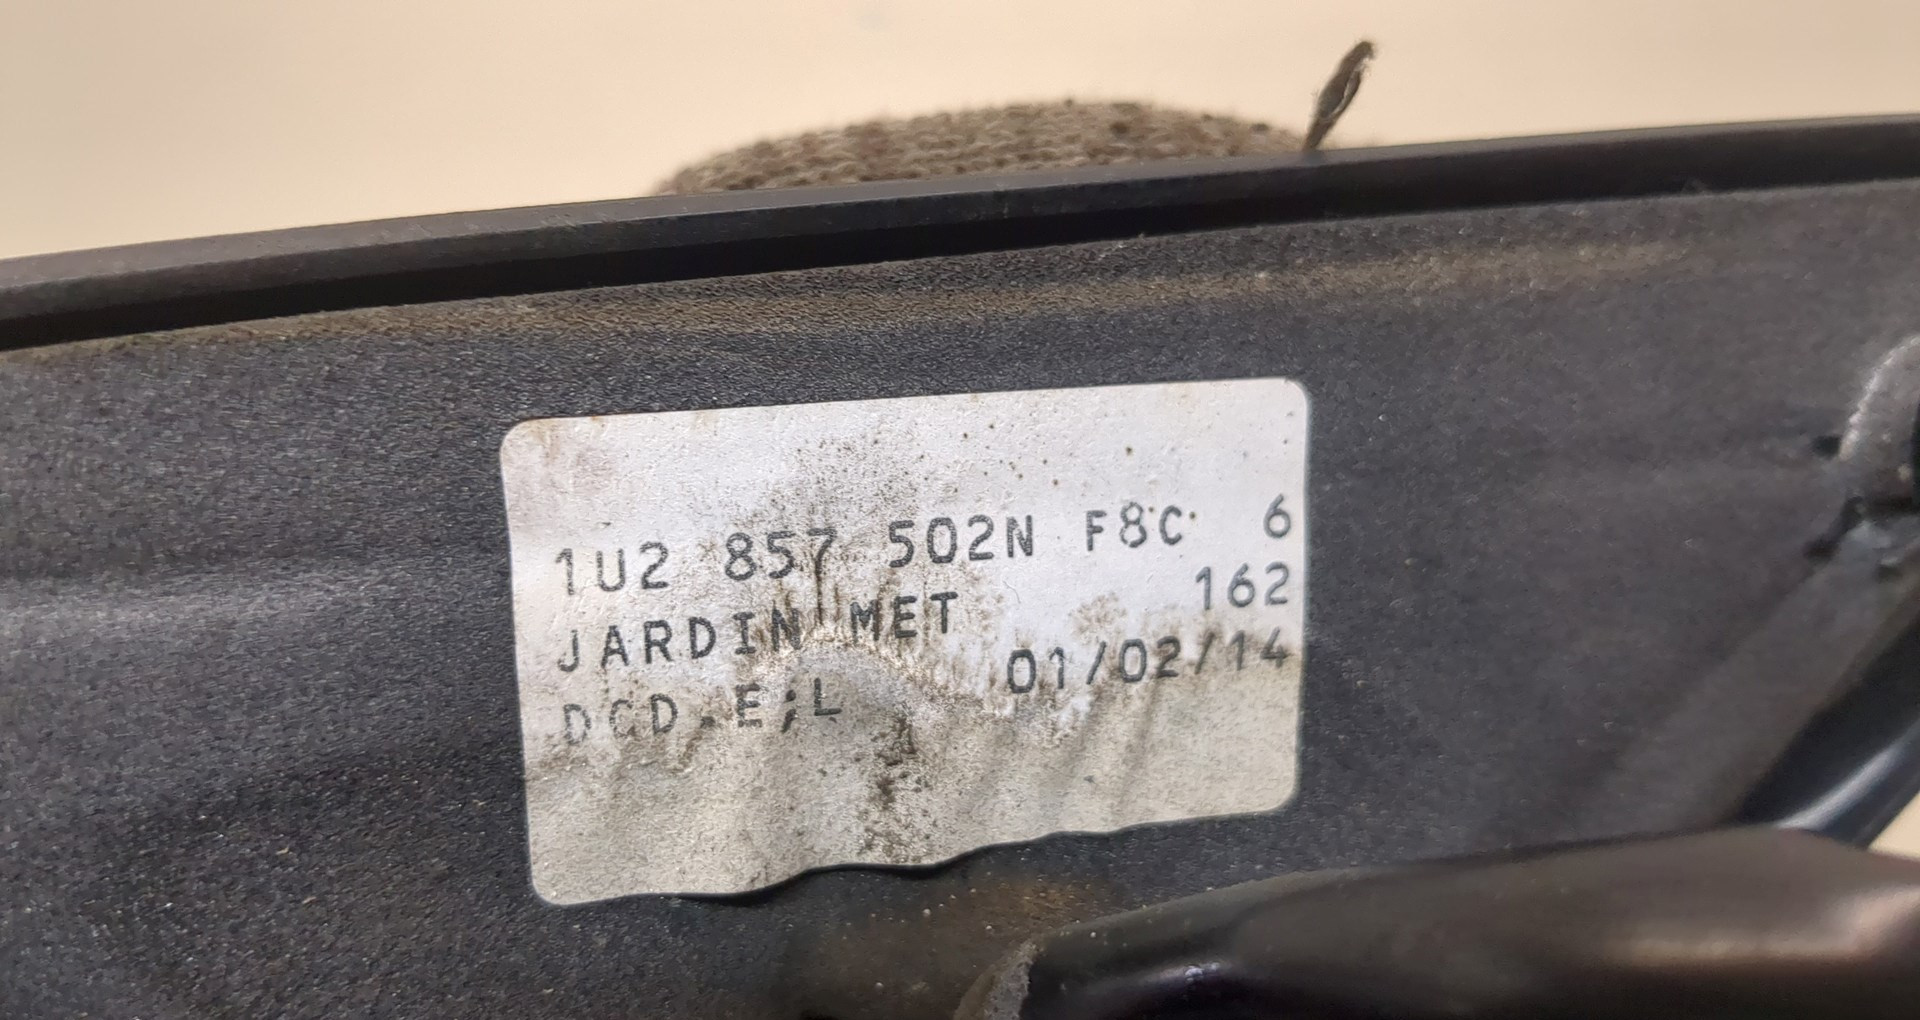 1U2 857 502N F8C 6
JARDIN MET 162
DCD.E;L 01/02/14